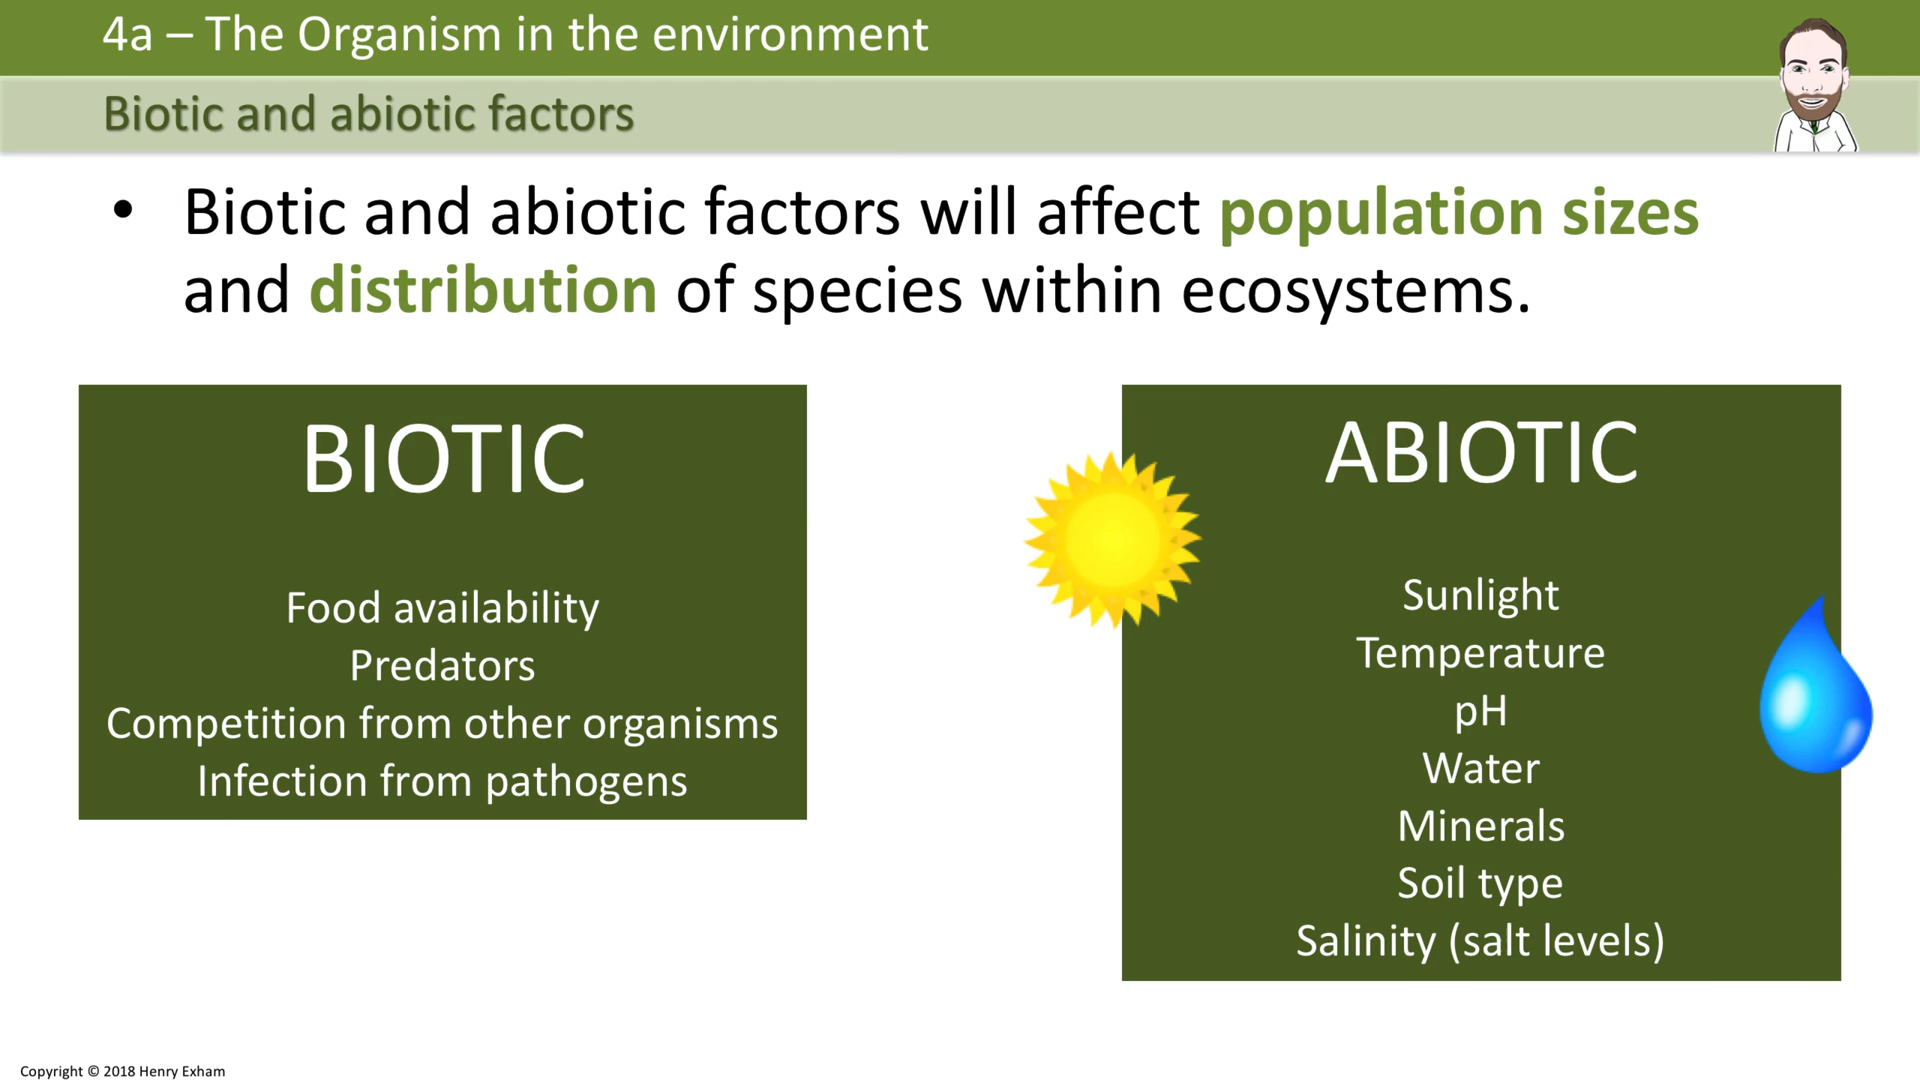 4a – The Organism in the environment
Biotic and abiotic factors
• Biotic and abiotic factors will affect population sizes
and distribution of species within ecosystems.
BIOTIC
Food availability
Predators
Competition from other organisms
Infection from pathogens
ABIOTIC
Sunlight
Temperature
pH
Water
Minerals
Soil type
Salinity (salt levels)
Copyright © 2018 Henry Exham